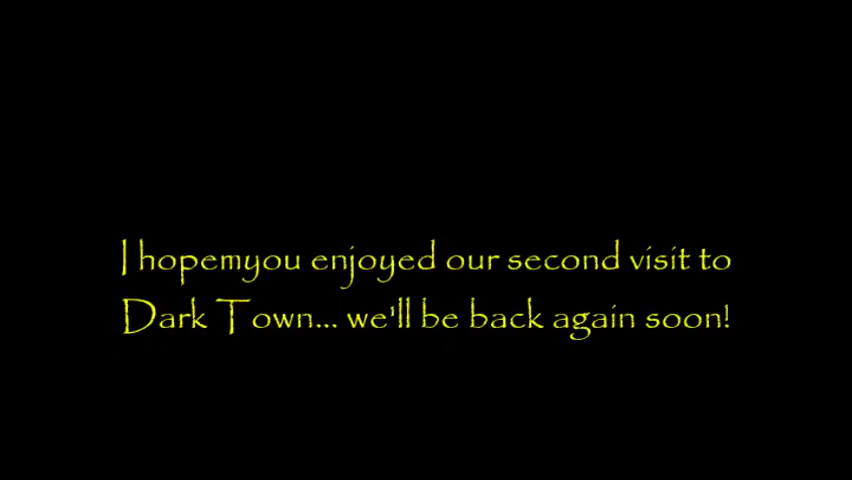 I hopemyou enjoyed our second visit to
Dark Town... we'll be back again soon!